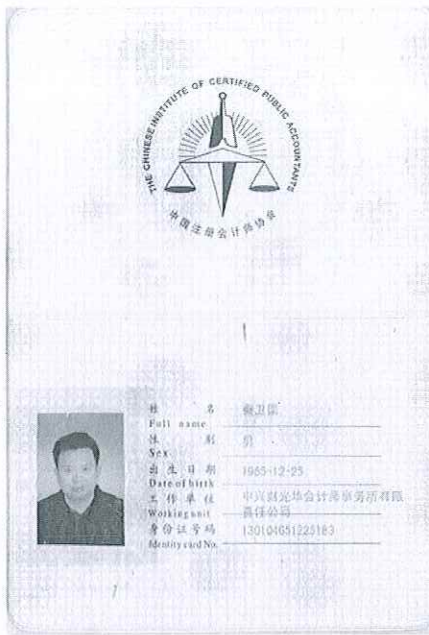 THE CHINESE INSTITUTE OF CERTIFIED PUBLIC ACCOUNTANTS
中国注册会计师协会
姓 名
Full name
性 别 男
Sex
出生日期 1965-12-25
Date of birth
工作单位 中兴财光华会计师事务所有限
Working unit 责任公司
身份证号码 130104651225183
Identity card No.